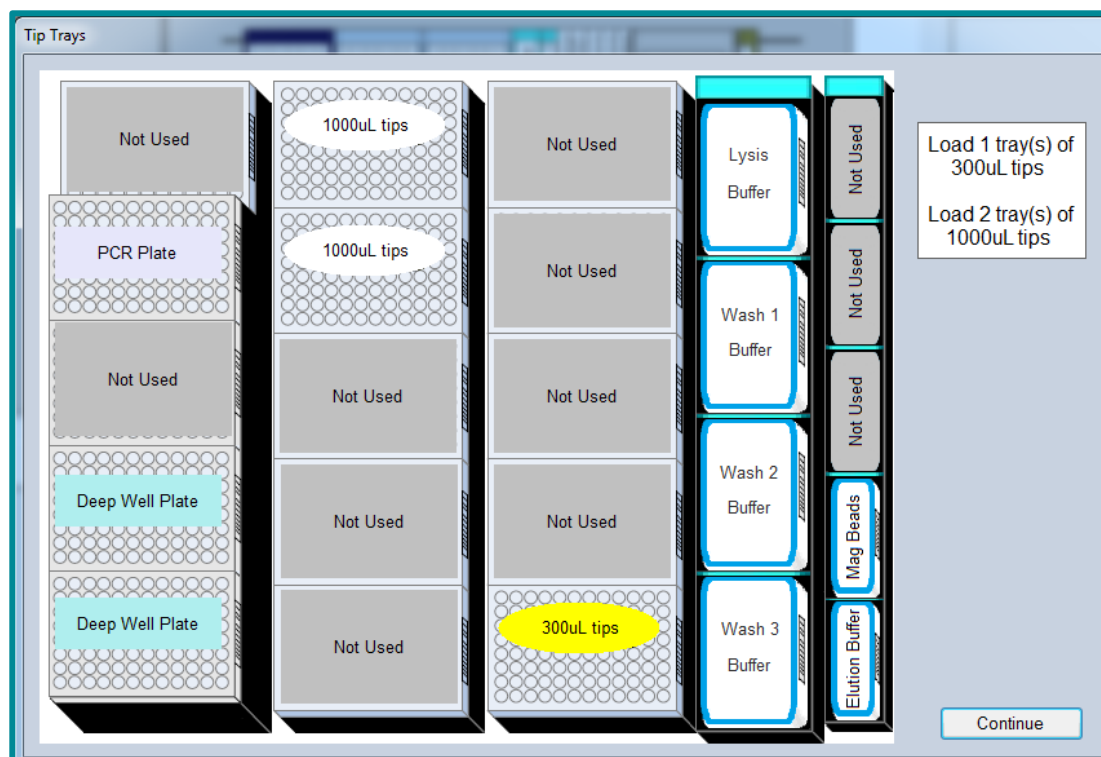 Tip Trays
Not Used
PCR Plate
Not Used
Deep Well Plate
Deep Well Plate
1000uL tips
1000uL tips
Not Used
Not Used
Not Used
Not Used
Not Used
Not Used
Not Used
300uL tips
Lysis
Buffer
Wash 1
Buffer
Wash 2
Buffer
Wash 3
Buffer
Not Used
Not Used
Not Used
Mag Beads
Elution Buffer
Load 1 tray(s) of
300uL tips
Load 2 tray(s) of
1000uL tips
Continue